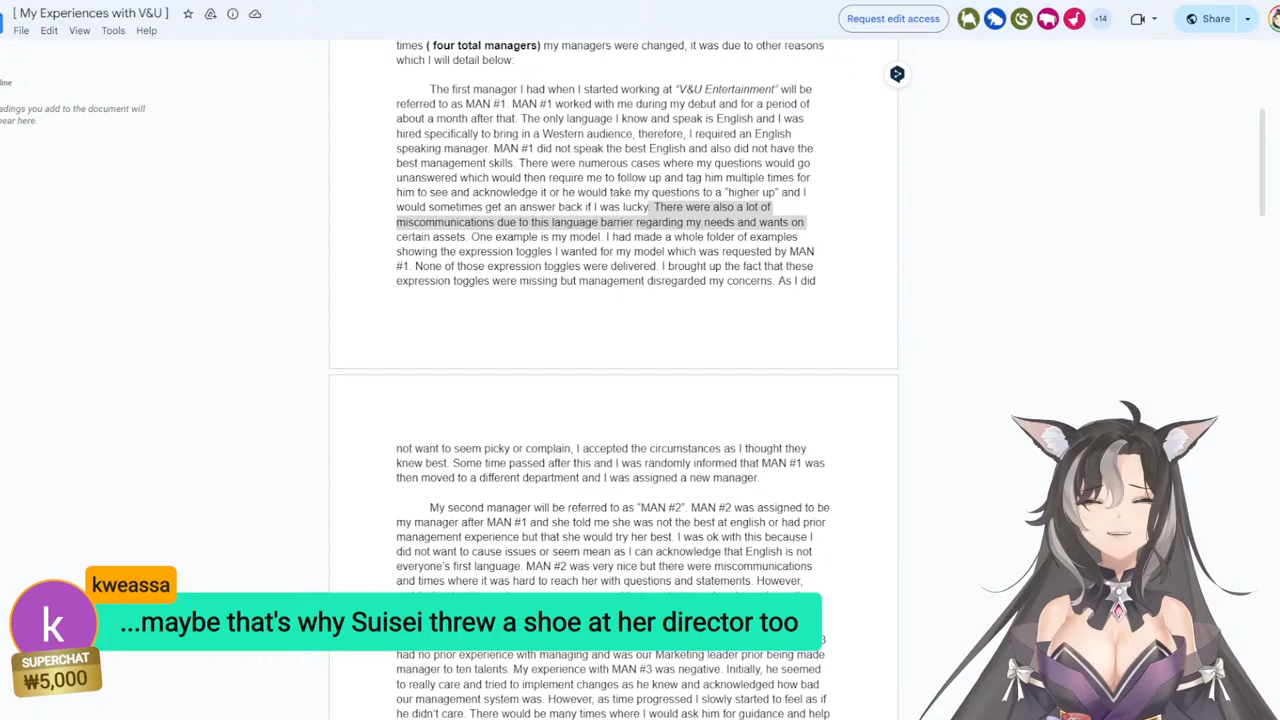 [ My Experiences with V&U ]
File Edit View Tools Help
Request edit access
+14
Share
line
adings you add to the document will
pear here.
times ( four total managers) my managers were changed, it was due to other reasons
which I will detail below:
The first manager I had when I started working at "V&U Entertainment" will be
referred to as MAN #1. MAN #1 worked with me during my debut and for a period of
about a month after that. The only language I know and speak is English and I was
hired specifically to bring in a Western audience, therefore, I required an English
speaking manager. MAN #1 did not speak the best English and also did not have the
best management skills. There were numerous cases where my questions would go
unanswered which would then require me to follow up and tag him multiple times for
him to see and acknowledge it or he would take my questions to a "higher up" and I
would sometimes get an answer back if I was lucky. There were also a lot of
miscommunications due to this language barrier regarding my needs and wants on
certain assets. One example is my model. I had made a whole folder of examples
showing the expression toggles I wanted for my model which was requested by MAN
#1. None of those expression toggles were delivered. I brought up the fact that these
expression toggles were missing but management disregarded my concerns. As I did
not want to seem picky or complain, I accepted the circumstances as I thought they
knew best. Some time passed after this and I was randomly informed that MAN #1 was
then moved to a different department and I was assigned a new manager.
My second manager will be referred to as "MAN #2". MAN #2 was assigned to be
my manager after MAN #1 and she told me she was not the best at english or had prior
management experience but that she would try her best. I was ok with this because I
did not want to cause issues or seem mean as I can acknowledge that English is not
everyone's first language. MAN #2 was very nice but there were miscommunications
and times where it was hard to reach her with questions and statements. However,
kweassa
k
...maybe that's why Suisei threw a shoe at her director too
SUPERCHAT
₩5,000
3
had no prior experience with managing and was our Marketing leader prior being made
manager to ten talents. My experience with MAN #3 was negative. Initially, he seemed
to really care and tried to implement changes as he knew and acknowledged how bad
our management system was. However, as time progressed I slowly started to feel as if
he didn't care. There would be many times where I would ask him for guidance and help